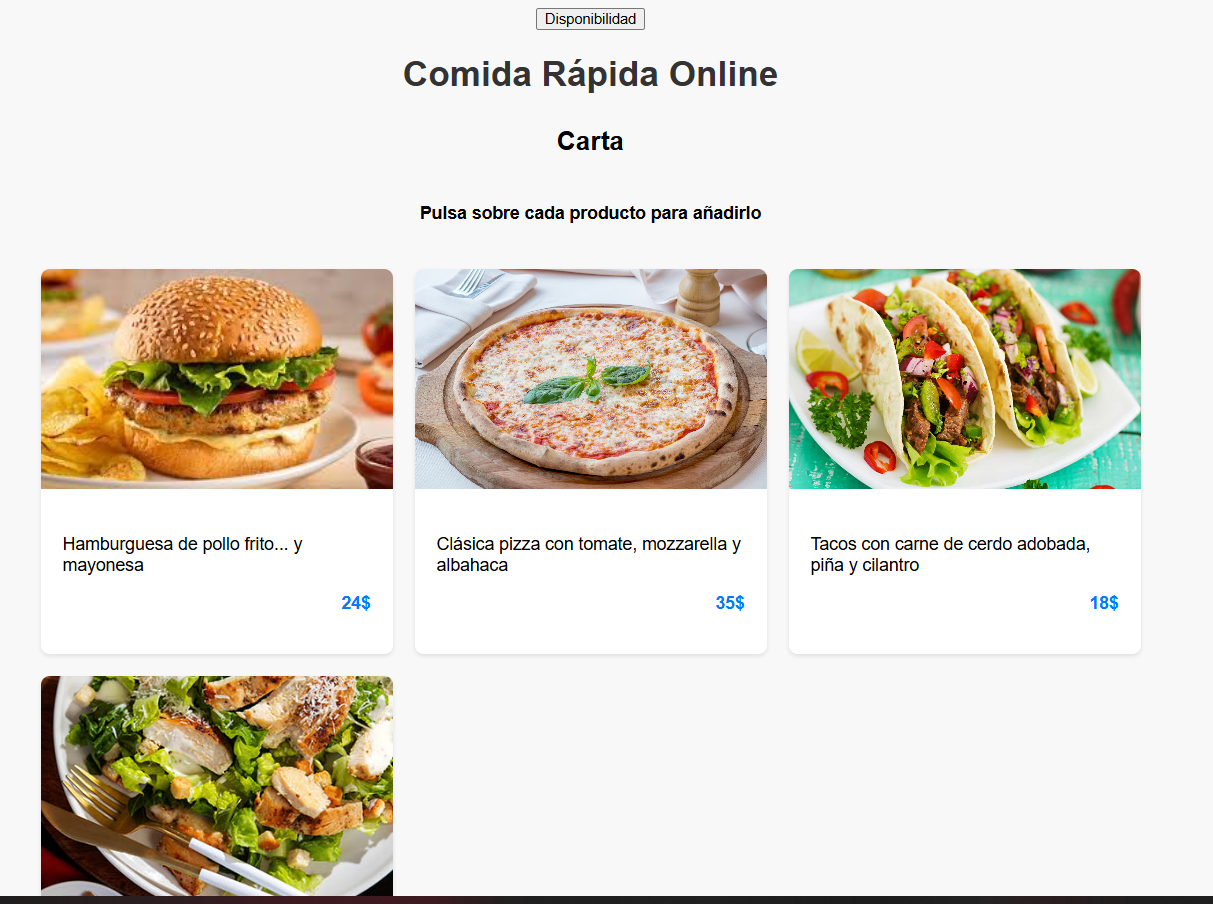 Disponibilidad
Comida Rápida Online
Carta
Pulsa sobre cada producto para añadirlo
Hamburguesa de pollo frito... y
mayonesa
24$
Clásica pizza con tomate, mozzarella y
albahaca
35$
Tacos con carne de cerdo adobada,
piña y cilantro
18$